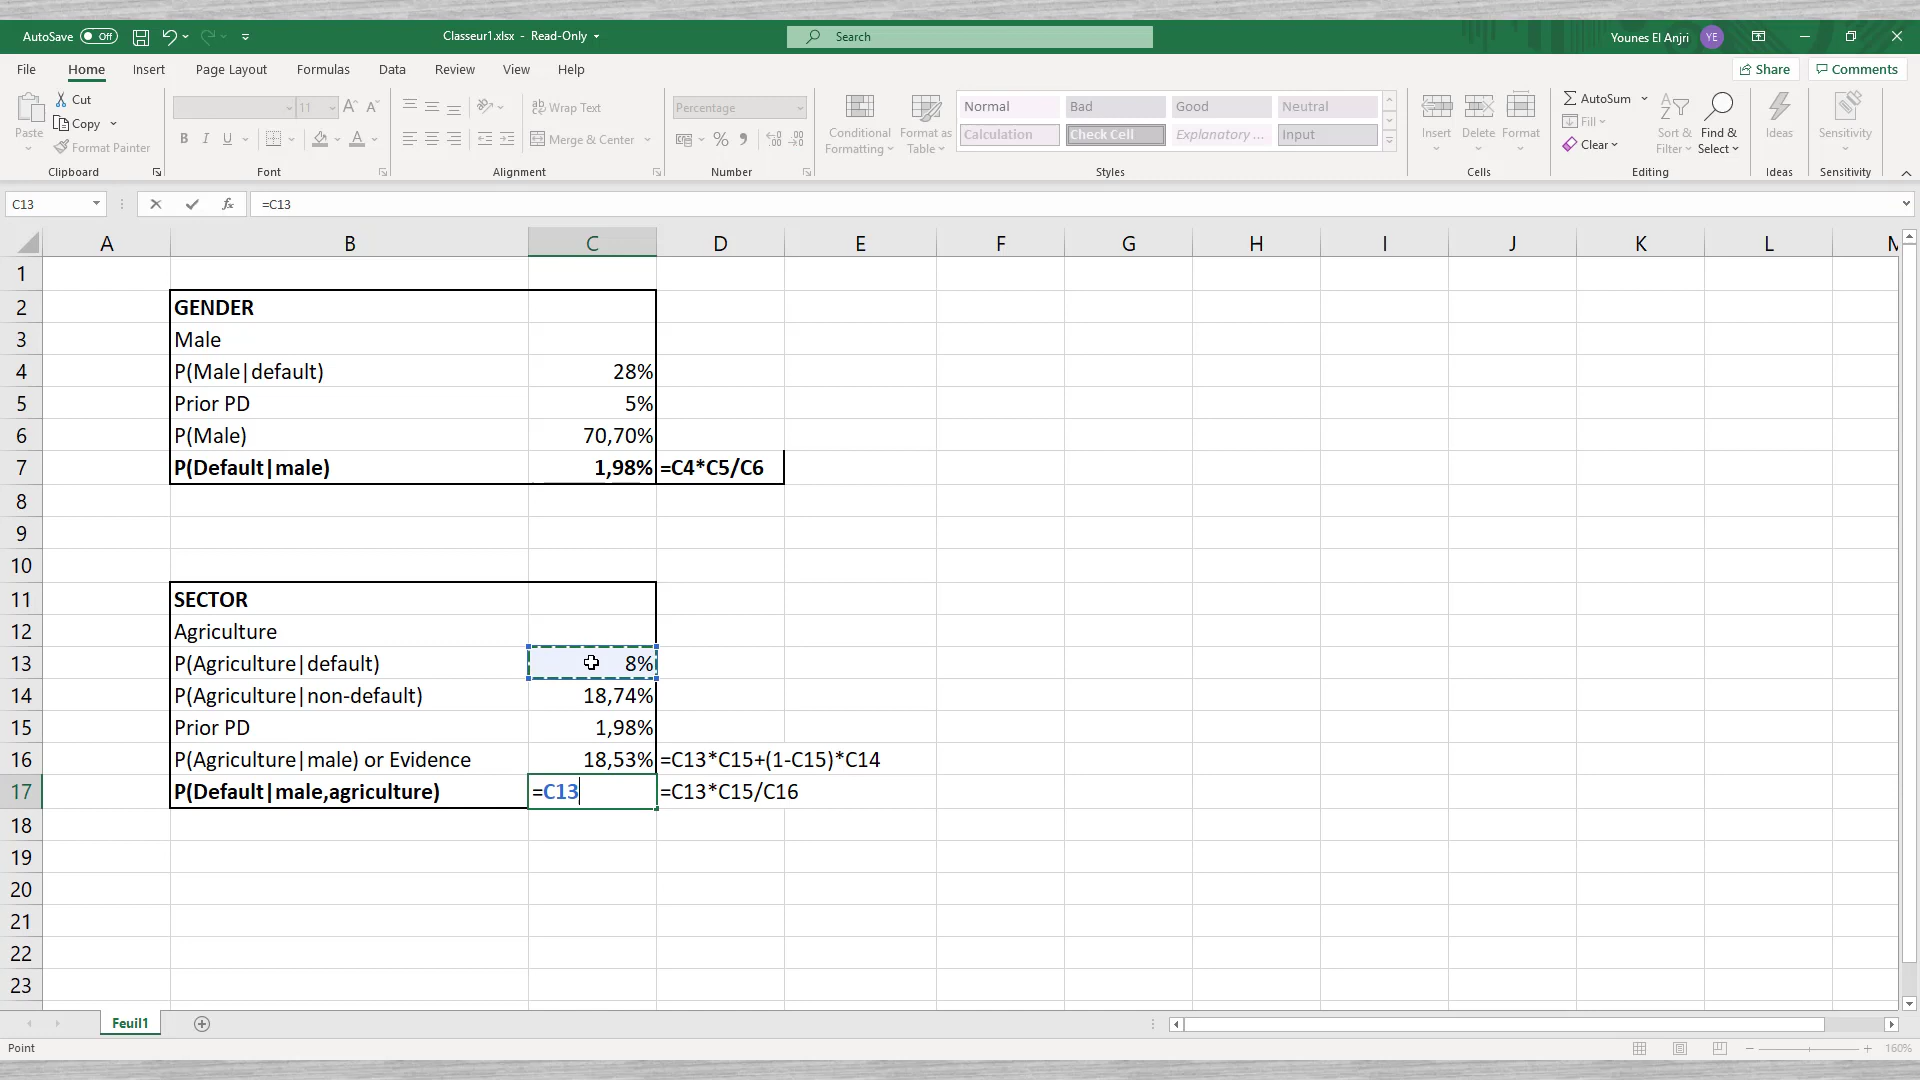 AutoSave Off Classeur1.xlsx - Read-Only Search Younes El Anjri YE
File Home Insert Page Layout Formulas Data Review View Help Share Comments
Paste Cut Copy Format Painter
11 Wrap Text Merge & Center
Percentage
Conditional Formatting Format as Table
Normal Bad Good Neutral
Calculation Check Cell Explanatory ... Input
Insert Delete Format
AutoSum Fill Clear
Sort & Filter Find & Select Ideas Sensitivity
Clipboard Font Alignment Number Styles Cells Editing Ideas Sensitivity
C13 fx =C13
A B C D E F G H I J K L M
1
2 GENDER
3 Male
4 P(Male|default) 28%
5 Prior PD 5%
6 P(Male) 70,70%
7 P(Default|male) 1,98% =C4*C5/C6
8
9
10
11 SECTOR
12 Agriculture
13 P(Agriculture|default) 8%
14 P(Agriculture|non-default) 18,74%
15 Prior PD 1,98%
16 P(Agriculture|male) or Evidence 18,53% =C13*C15+(1-C15)*C14
17 P(Default|male,agriculture) =C13 =C13*C15/C16
18
19
20
21
22
23
Feuil1
Point 160%